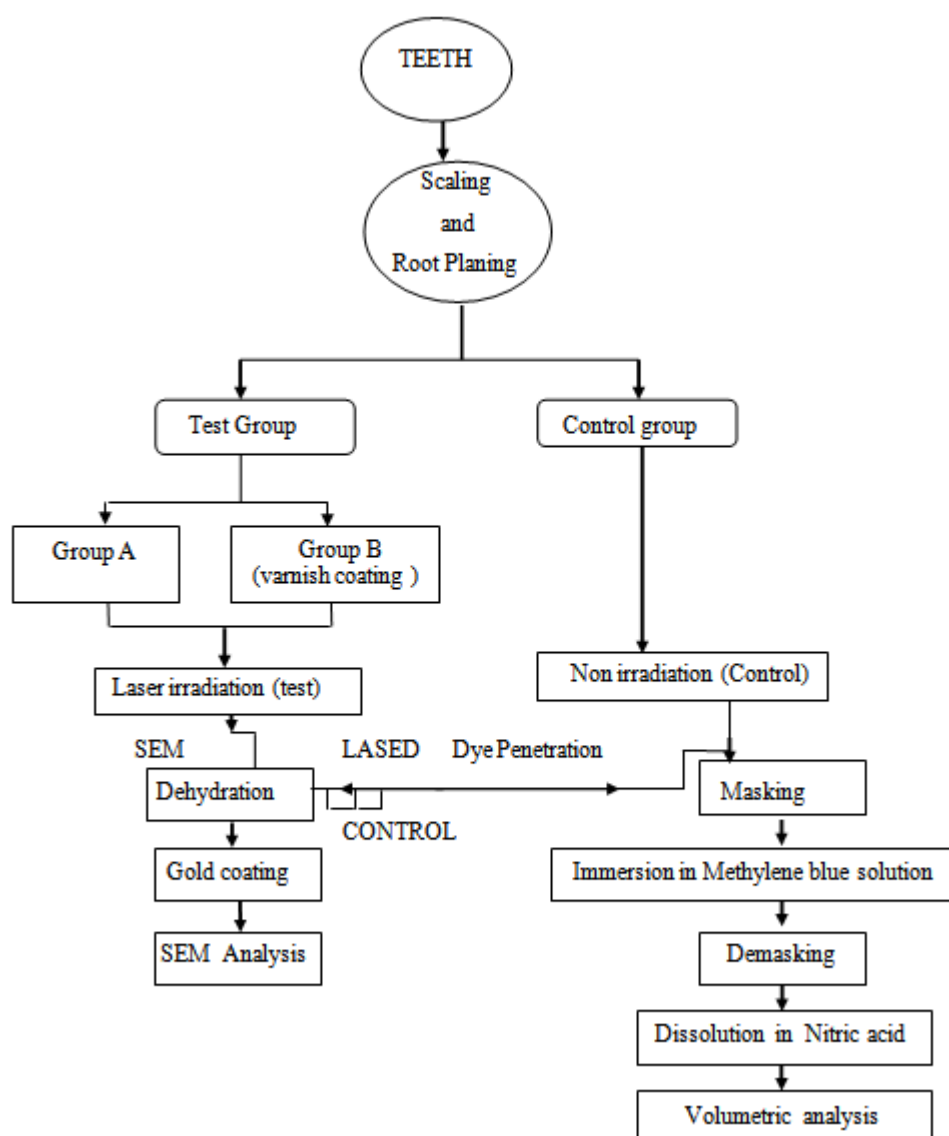 TEETH
Scaling
and
Root Planing
Test Group
Control group
Group A
Group B
(varnish coating )
Laser irradiation (test)
Non irradiation (Control)
SEM
LASED
Dye Penetration
Dehydration
CONTROL
Masking
Gold coating
Immersion in Methylene blue solution
SEM Analysis
Demasking
Dissolution in Nitric acid
Volumetric analysis